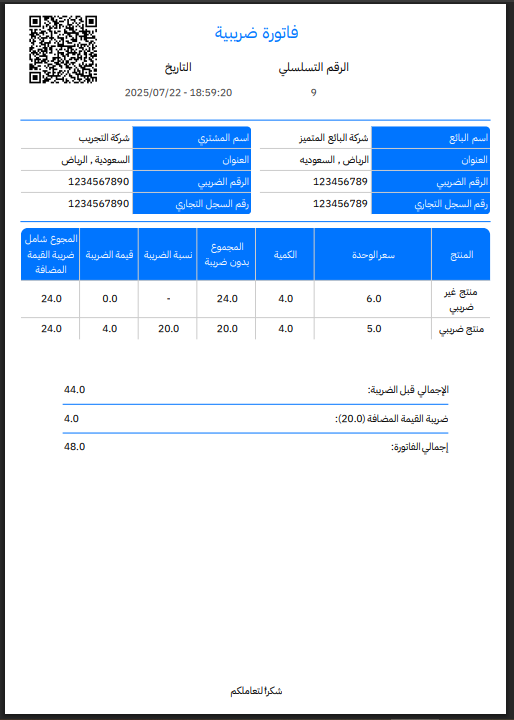 فاتورة ضريبية
الرقم التسلسلي التاريخ
9 2025/07/22 - 18:59:20
اسم البائع شركة البائع المتميز
العنوان الرياض , السعوديه
الرقم الضريبي 123456789
رقم السجل التجاري 123456789
اسم المشتري شركة التجريب
العنوان السعودية , الرياض
الرقم الضريبي 1234567890
رقم السجل التجاري 1234567890
المنتج سعر الوحدة الكمية المجموع بدون ضريبة نسبة الضريبة قيمة الضريبة المجوع شامل ضريبة القيمة المضافة
منتج غير ضريبي 6.0 4.0 24.0 - 0.0 24.0
منتج ضريبي 5.0 4.0 20.0 20.0 4.0 24.0
الإجمالي قبل الضريبة: 44.0
ضريبة القيمة المضافة (20.0): 4.0
إجمالي الفاتورة: 48.0
شكرا لتعاملكم